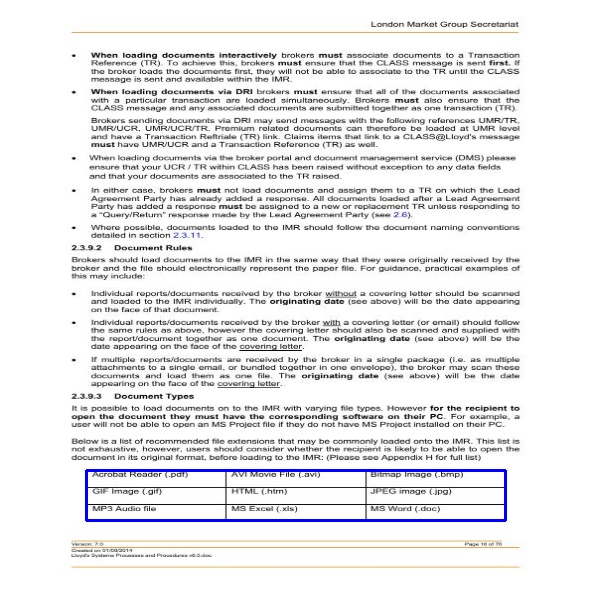 London Market Group Secretariat
• When loading documents interactively brokers must associate documents to a Transaction
Reference (TR). To achieve this, brokers must ensure that the CLASS message is sent first. If
the broker loads the documents first, they will not be able to associate to the TR until the CLASS
message is sent and available within the IMR.
• When loading documents via DRI brokers must ensure that all of the documents associated
with a particular transaction are loaded simultaneously. Brokers must also ensure that the
CLASS message and any associated documents are submitted together as one transaction (TR).
Brokers sending documents via DRI may send messages with the following references UMR/TR,
UMR/UCR, UMR/UCR/TR. Premium related documents can therefore be loaded at UMR level
and have a Transaction Reftriale (TR) link. Claims items that link to a CLASS@Lloyd's message
must have UMR/UCR and a Transaction Reference (TR) as well.
• When loading documents via the broker portal and document management service (DMS) please
ensure that your UCR / TR within CLASS has been raised without exception to any data fields
and that your documents are associated to the TR raised.
• In either case, brokers must not load documents and assign them to a TR on which the Lead
Agreement Party has already added a response. All documents loaded after a Lead Agreement
Party has added a response must be assigned to a new or replacement TR unless responding to
a "Query/Return" response made by the Lead Agreement Party (see 2.6).
• Where possible, documents loaded to the IMR should follow the document naming conventions
detailed in section 2.3.11.
2.3.9.2 Document Rules
Brokers should load documents to the IMR in the same way that they were originally received by the
broker and the file should electronically represent the paper file. For guidance, practical examples of
this may include:
• Individual reports/documents received by the broker without a covering letter should be scanned
and loaded to the IMR individually. The originating date (see above) will be the date appearing
on the face of that document.
• Individual reports/documents received by the broker with a covering letter (or email) should follow
the same rules as above, however the covering letter should also be scanned and supplied with
the report/document together as one document. The originating date (see above) will be the
date appearing on the face of the covering letter.
• If multiple reports/documents are received by the broker in a single package (i.e. as multiple
attachments to a single email, or bundled together in one envelope), the broker may scan these
documents and load them as one file. The originating date (see above) will be the date
appearing on the face of the covering letter.
2.3.9.3 Document Types
It is possible to load documents on to the IMR with varying file types. However for the recipient to
open the document they must have the corresponding software on their PC. For example, a
user will not be able to open an MS Project file if they do not have MS Project installed on their PC.
Below is a list of recommended file extensions that may be commonly loaded onto the IMR. This list is
not exhaustive, however, users should consider whether the recipient is likely to be able to open the
document in its original format, before loading to the IMR: (Please see Appendix H for full list)
Acrobat Reader (.pdf) AVI Movie File (.avi) Bitmap Image (.bmp)
GIF Image (.gif) HTML (.htm) JPEG image (.jpg)
MP3 Audio file MS Excel (.xls) MS Word (.doc)
Version: 7.0 Page 16 of 76
Created on 01/09/2014
Lloyd's Systems Processes and Procedures v6.0.doc